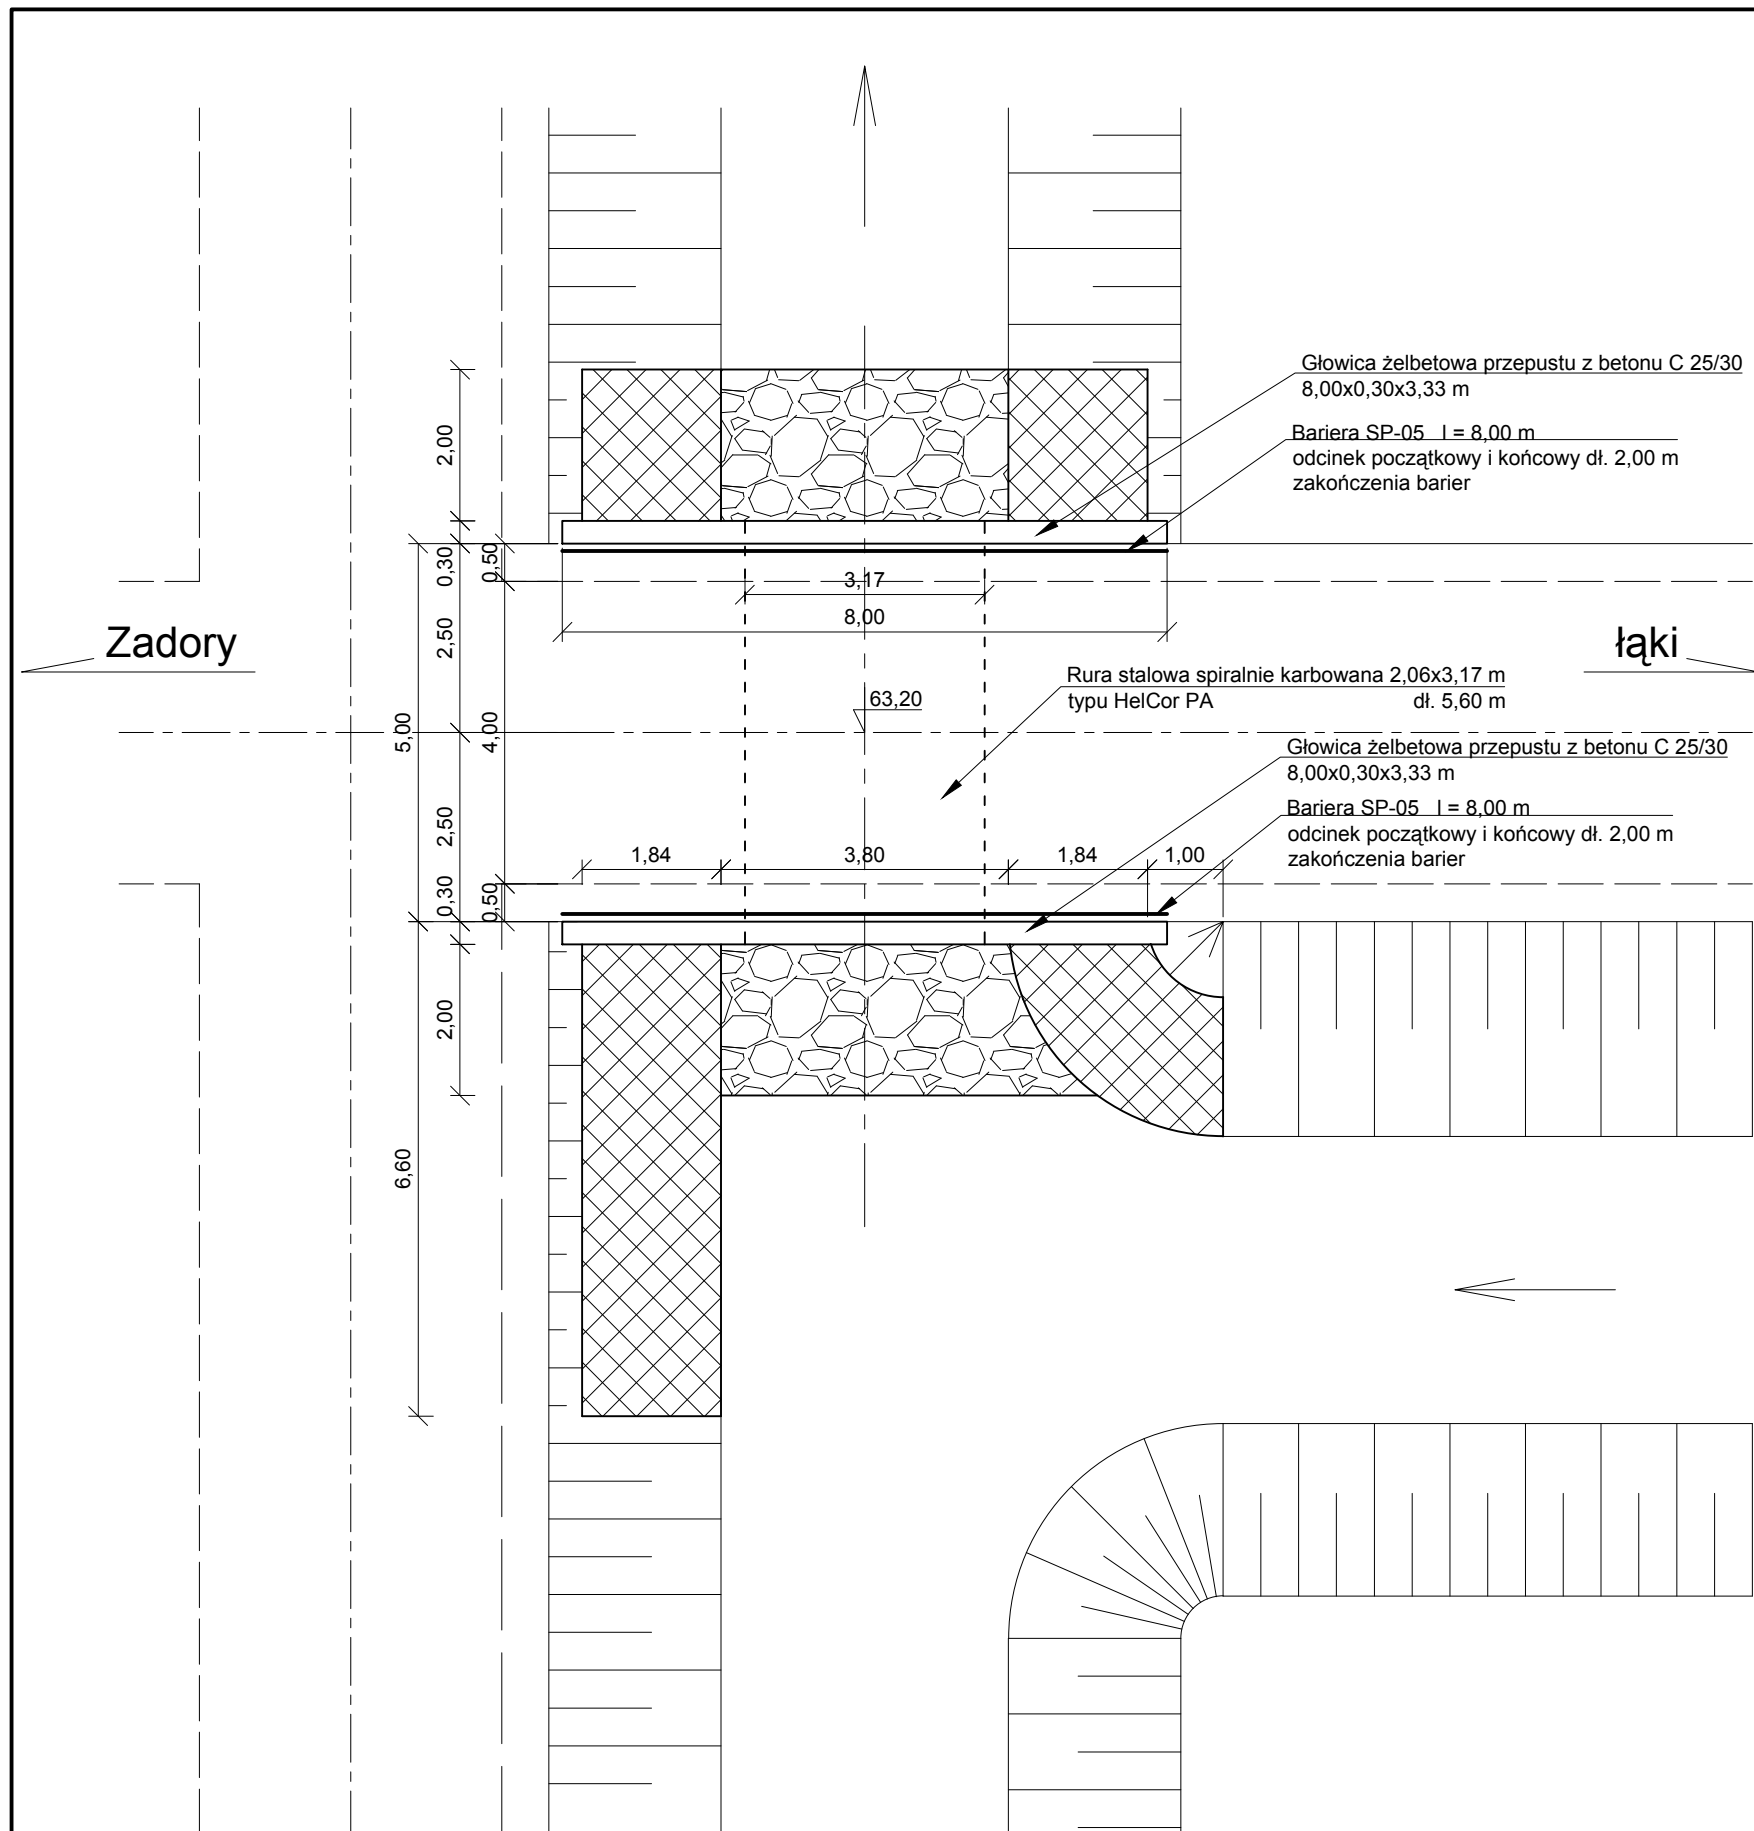 Głowica żelbetowa przepustu z betonu C 25/30
8,00x0,30x3,33 m
Bariera SP-05 l = 8,00 m
odcinek początkowy i końcowy dł. 2,00 m
zakończenia barier
2,00
0,30
0,50
3,17
8,00
Zadory
łąki
2,50
Rura stalowa spiralnie karbowana 2,06x3,17 m
typu HelCor PA dł. 5,60 m
63,20
5,00
4,00
Głowica żelbetowa przepustu z betonu C 25/30
8,00x0,30x3,33 m
Bariera SP-05 l = 8,00 m
odcinek początkowy i końcowy dł. 2,00 m
zakończenia barier
2,50
1,84
3,80
1,84
1,00
0,30
0,50
2,00
6,60